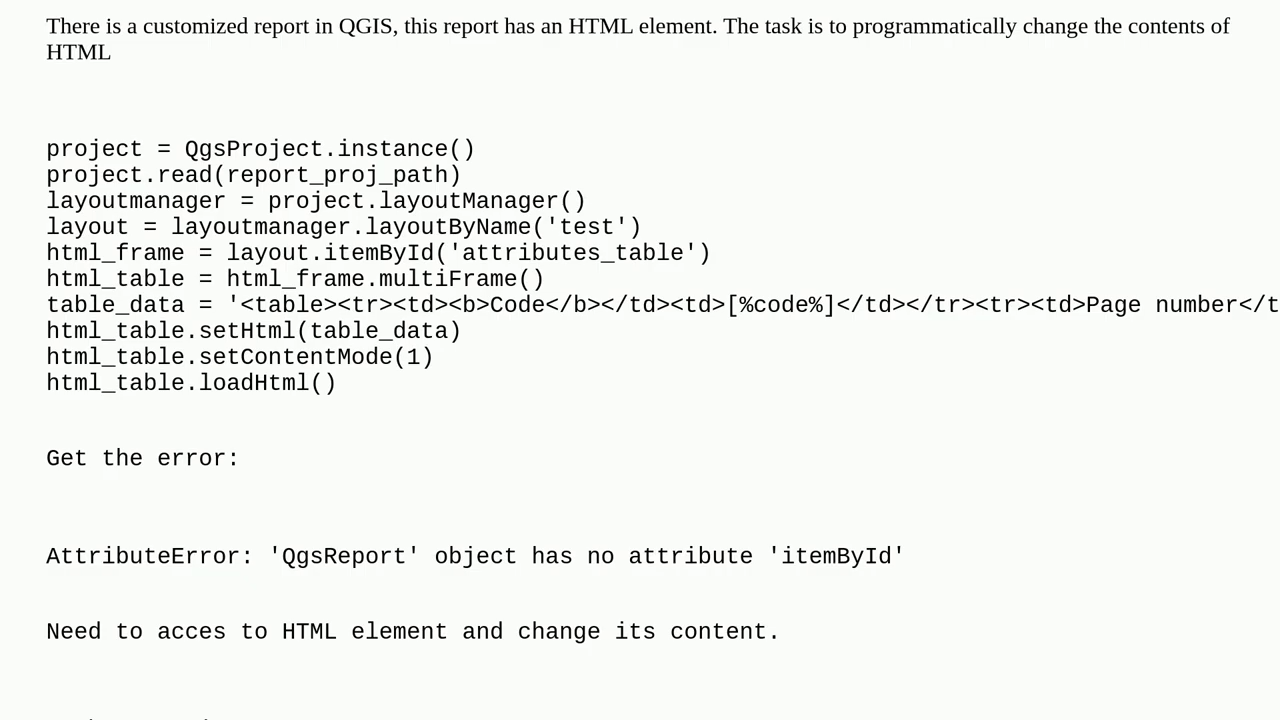 There is a customized report in QGIS, this report has an HTML element. The task is to programmatically change the contents of
HTML
project = QgsProject.instance()
project.read(report_proj_path)
layoutmanager = project.layoutManager()
layout = layoutmanager.layoutByName('test')
html_frame = layout.itemById('attributes_table')
html_table = html_frame.multiFrame()
table_data = '<table><tr><td><b>Code</b></td><td>[%code%]</td></tr><tr><td>Page number</t
html_table.setHtml(table_data)
html_table.setContentMode(1)
html_table.loadHtml()
Get the error:
AttributeError: 'QgsReport' object has no attribute 'itemById'
Need to acces to HTML element and change its content.